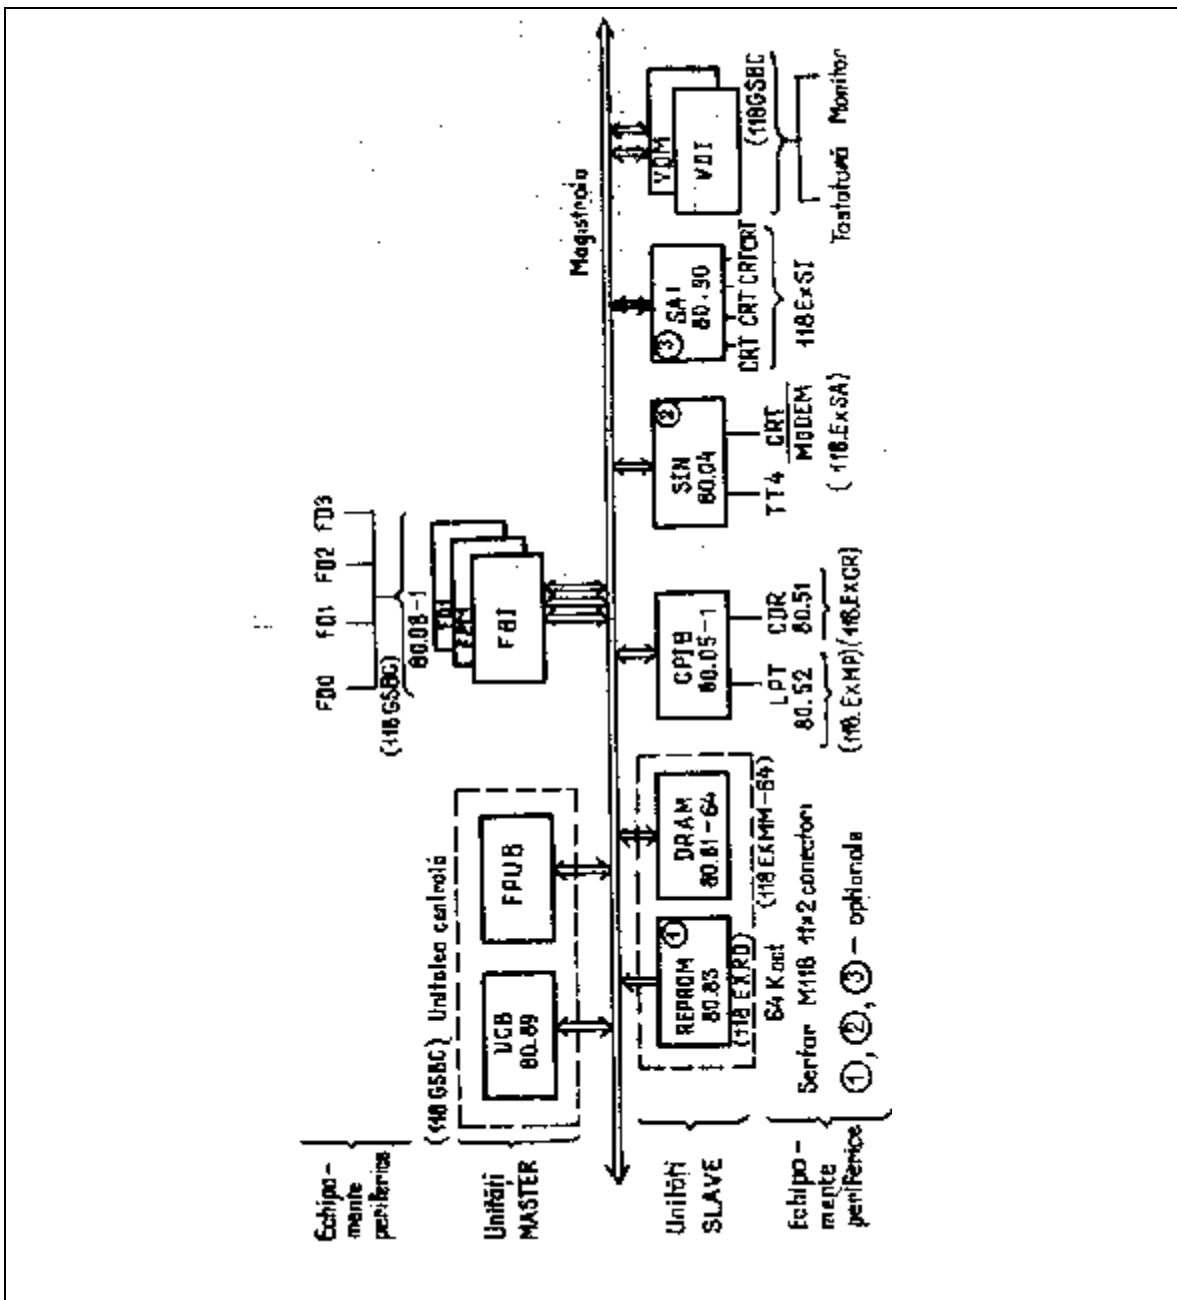 FD0 FD1 FD2 FD3
(118 GSBC)
80.08-1
Echipa-
mente
periferice
(118 GSBC) Unitatea centrală
UCB
80.89
FPUB
FBI
Unități
MASTER
Magistrala
Unități
SLAVE
REPROM
80.83
①
(118 EXRD)
64 K oct
DRAM
80.81-64
(118 EXMM-64)
CPIB
80.05-1
LPT
80.52
CDR
80.51
(118.ExMP)
(118.ExCR)
SIN
80.04
②
TT4
CRT
MODEM
(118.ExSA)
SAI
80.90
③
CRT CRT CRT CRT
118 ExSI
VDM
VDI
(118GSBC)
Tastatură Monitor
Echipa-
mente
periferice
Sertar M118 11x2 conectori
①, ②, ③ - opționale